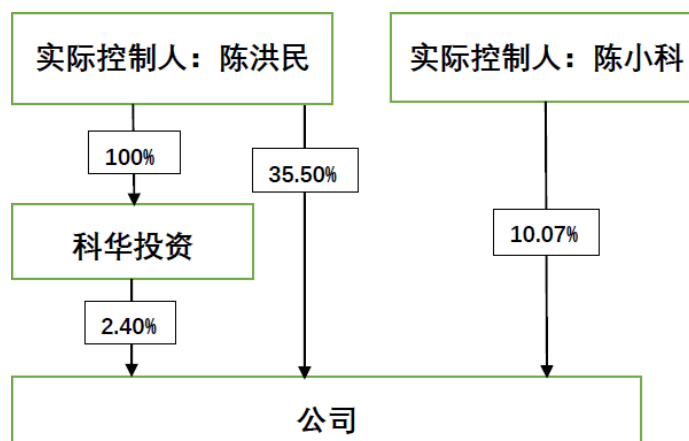 实际控制人：陈洪民
实际控制人：陈小科
100%
35.50%
科华投资
10.07%
2.40%
公司